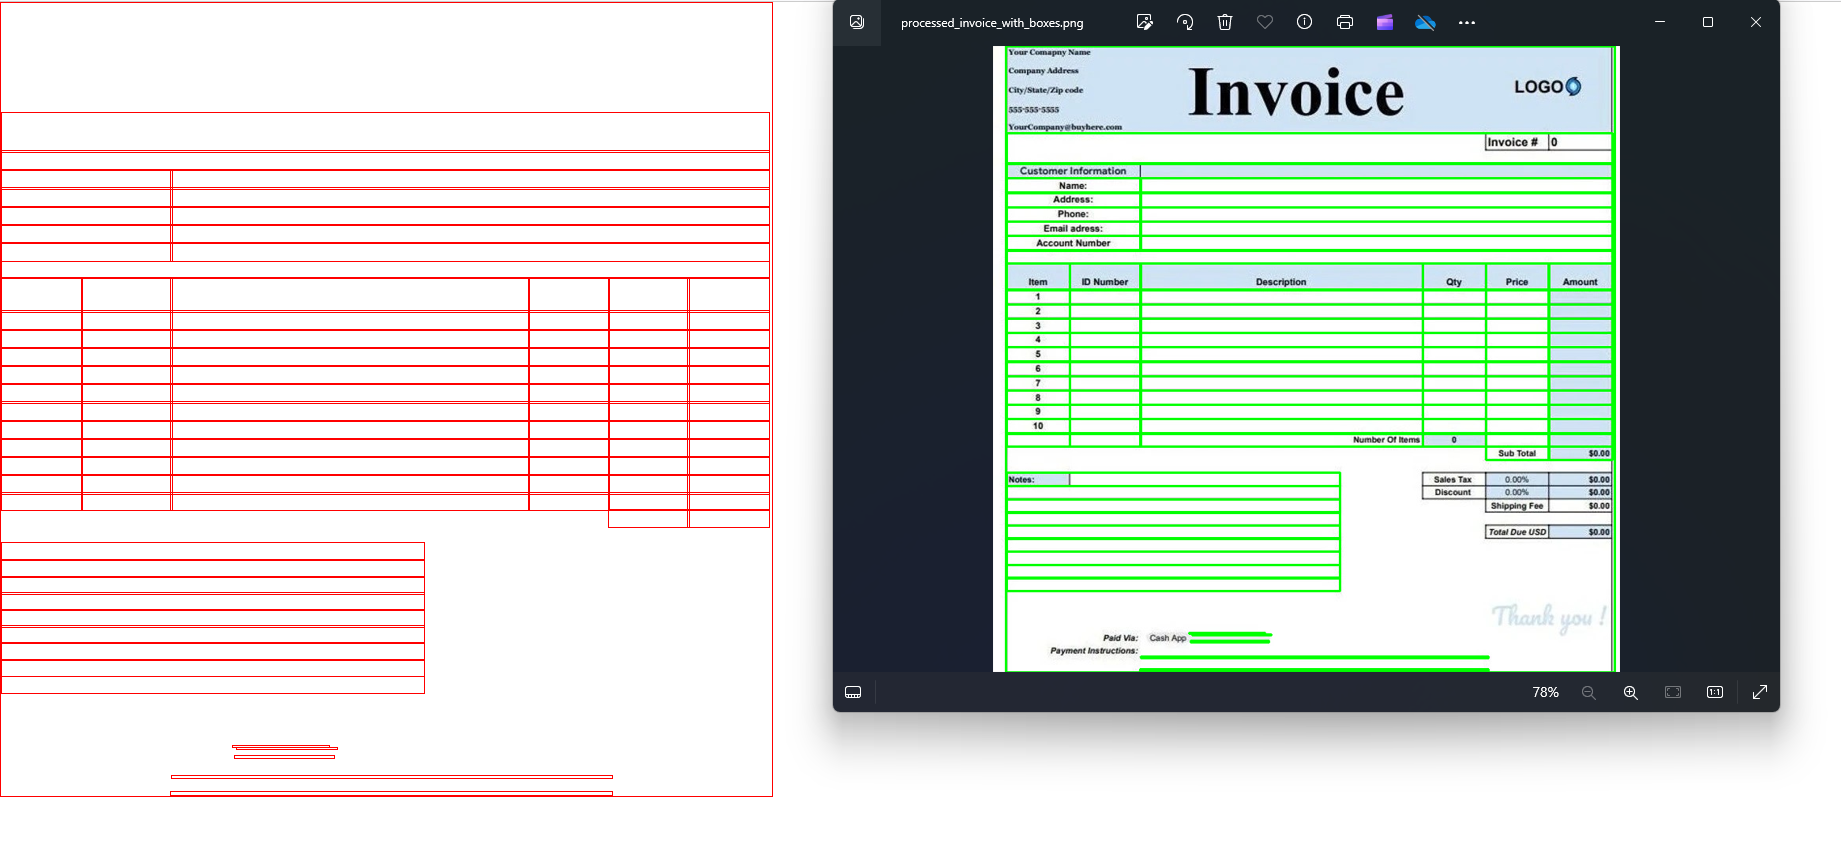 processed_invoice_with_boxes.png
Your Comapny Name
Company Address
City/State/Zip code
555-555-5555
YourCompany@buyhere.com
Invoice
LOGO
Invoice # 0
Customer Information
Name:
Address:
Phone:
Email adress:
Account Number
Item ID Number Description Qty Price Amount
1
2
3
4
5
6
7
8
9
10
Number Of Items 0
Sub Total $0.00
Notes:
Sales Tax 0.00% $0.00
Discount 0.00% $0.00
Shipping Fee $0.00
Total Due USD $0.00
Thank you !
Paid Via: Cash App
Payment Instructions:
78%
1:1